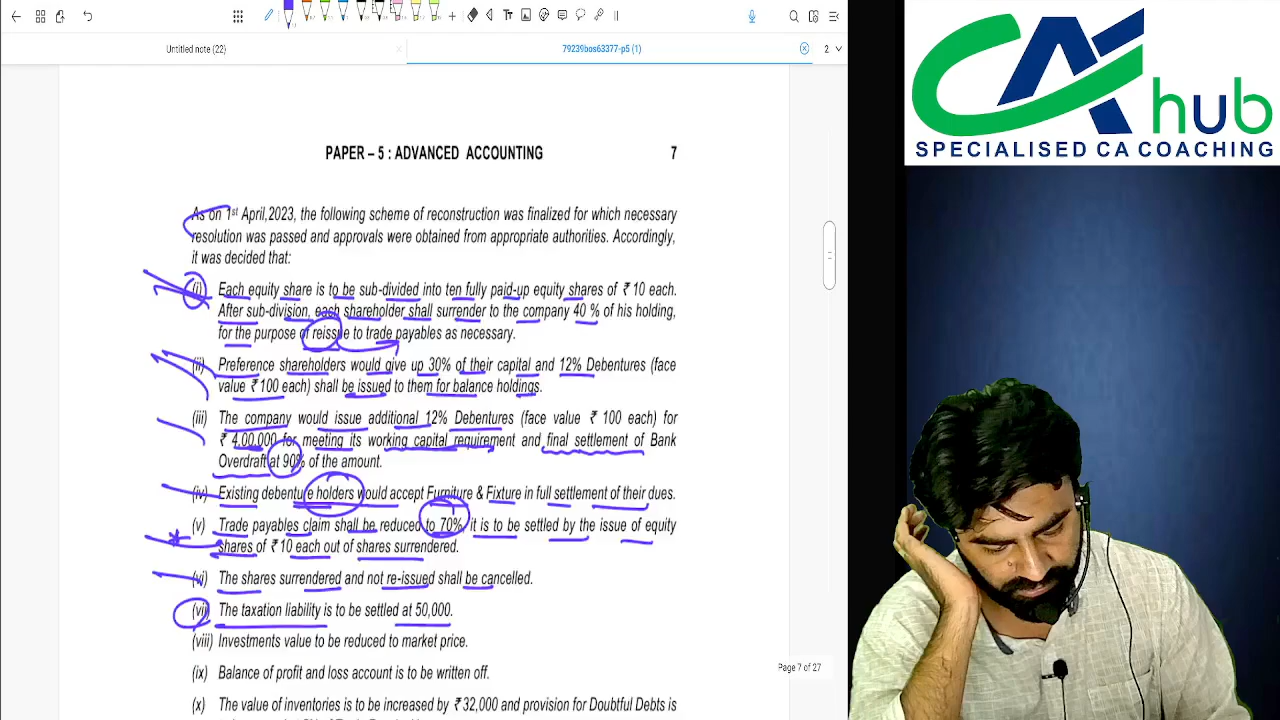 Untitled note (22)
79239bos63377-p5 (1)
2
PAPER – 5 : ADVANCED ACCOUNTING 7
As on 1st April,2023, the following scheme of reconstruction was finalized for which necessary
resolution was passed and approvals were obtained from appropriate authorities. Accordingly,
it was decided that:
(i) Each equity share is to be sub-divided into ten fully paid-up equity shares of ₹ 10 each.
After sub-division, each shareholder shall surrender to the company 40 % of his holding,
for the purpose of reissue to trade payables as necessary.
(ii) Preference shareholders would give up 30% of their capital and 12% Debentures (face
value ₹ 100 each) shall be issued to them for balance holdings.
(iii) The company would issue additional 12% Debentures (face value ₹ 100 each) for
₹ 4,00,000 for meeting its working capital requirement and final settlement of Bank
Overdraft at 90% of the amount.
(iv) Existing debenture holders would accept Furniture & Fixture in full settlement of their dues.
(v) Trade payables claim shall be reduced to 70%, it is to be settled by the issue of equity
shares of ₹ 10 each out of shares surrendered.
(vi) The shares surrendered and not re-issued shall be cancelled.
(vii) The taxation liability is to be settled at 50,000.
(viii) Investments value to be reduced to market price.
Page 7 of 27
(ix) Balance of profit and loss account is to be written off.
(x) The value of inventories is to be increased by ₹ 32,000 and provision for Doubtful Debts is
CA hub
SPECIALISED CA COACHING